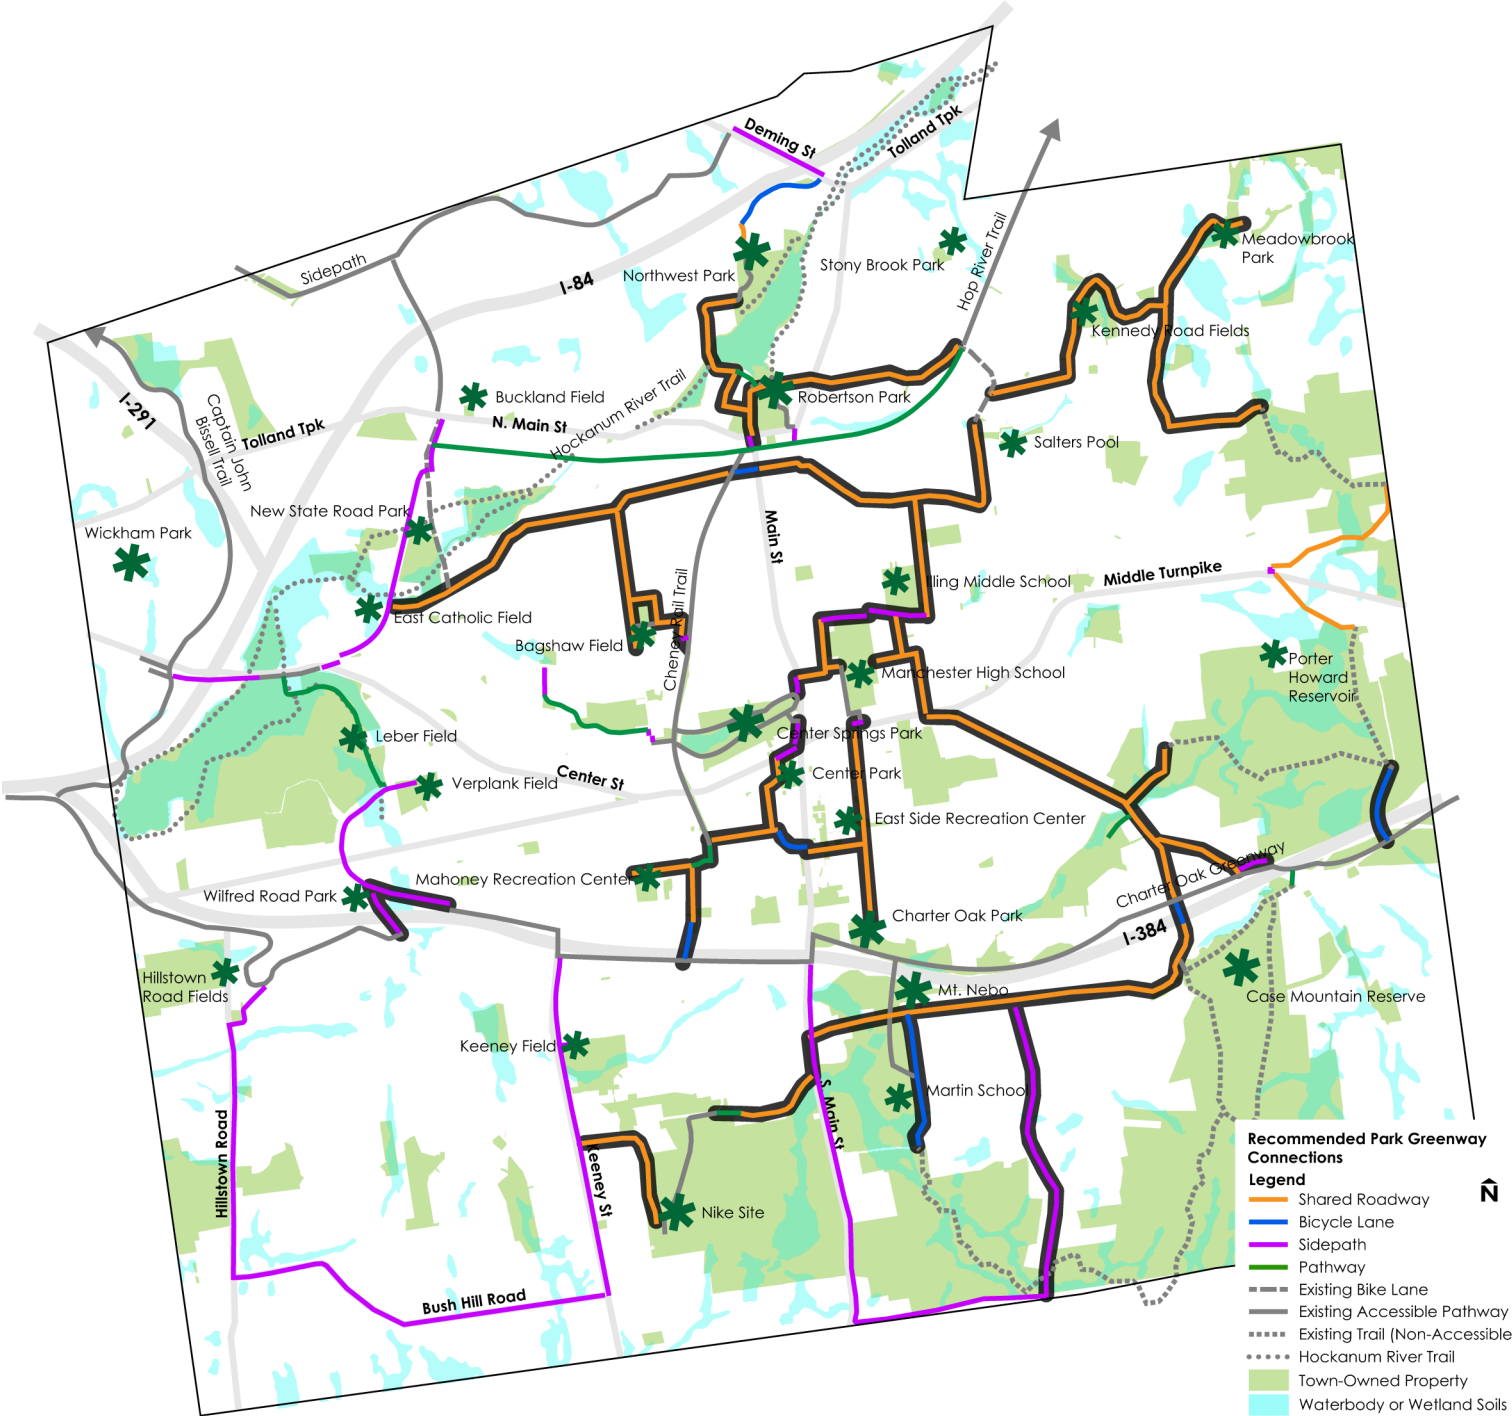 Deming St
Tolland Tpk
Sidepath
I-84
Northwest Park
Stony Brook Park
Hop River Trail
Meadowbrook
Park
Kennedy Road Fields
I-291
Captain John
Bissell Trail
Tolland Tpk
Buckland Field
N. Main St
Hockanum River Trail
Robertson Park
Salters Pool
New State Road Park
Wickham Park
Main St
East Catholic Field
Bagshaw Field
Cheney Rail Trail
Illing Middle School
Middle Turnpike
Manchester High School
Porter
Howard
Reservoir
Leber Field
Center Springs Park
Verplank Field
Center St
Center Park
East Side Recreation Center
Wilfred Road Park
Mahoney Recreation Center
Charter Oak Greenway
Charter Oak Park
I-384
Hillstown
Road Fields
Mt. Nebo
Case Mountain Reserve
Keeney Field
Martin School
S. Main St
Hillstown Road
Keeney St
Nike Site
Bush Hill Road
Recommended Park Greenway
Connections
Legend
N
Shared Roadway
Bicycle Lane
Sidepath
Pathway
Existing Bike Lane
Existing Accessible Pathway
Existing Trail (Non-Accessible
Hockanum River Trail
Town-Owned Property
Waterbody or Wetland Soils